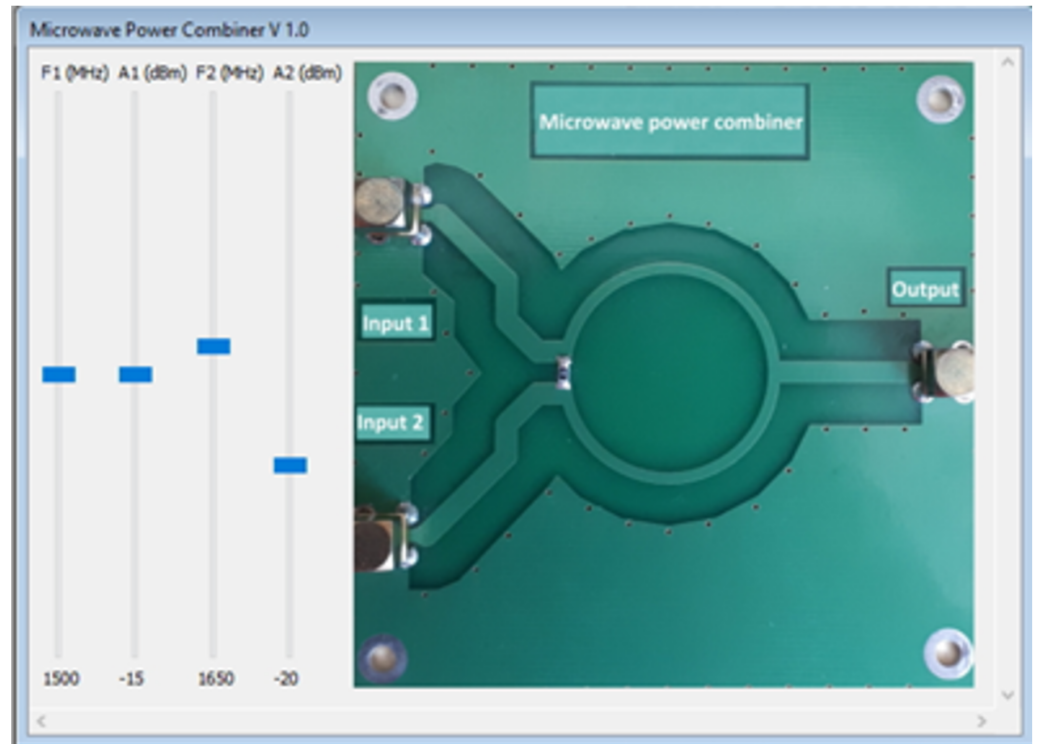 Microwave Power Combiner V 1.0
F1 (MHz) A1 (dBm) F2 (MHz) A2 (dBm)
Microwave power combiner
Output
Input 1
Input 2
1500 -15 1650 -20